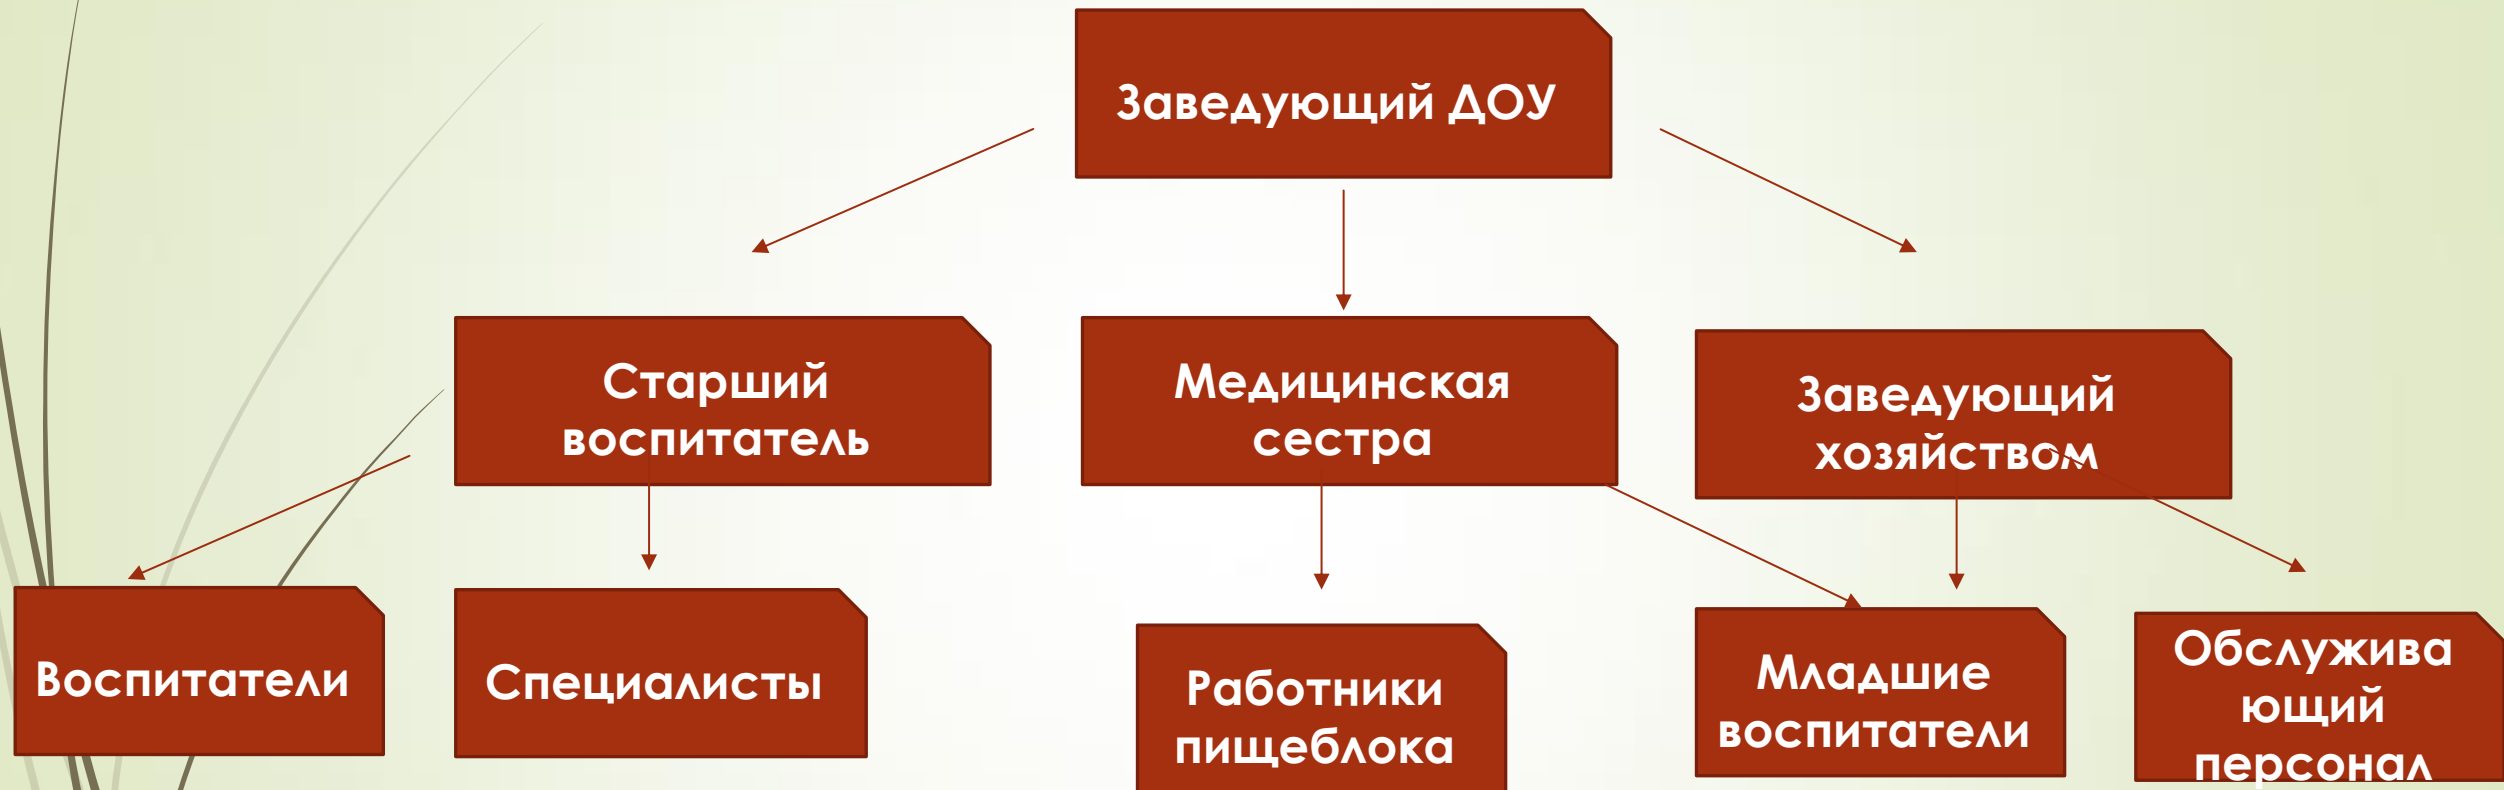 Заведующий ДОУ
Старший
воспитатель
Медицинская
сестра
Заведующий
хозяйством
Воспитатели
Специалисты
Работники
пищеблока
Младшие
воспитатели
Обслужива
ющий
персонал